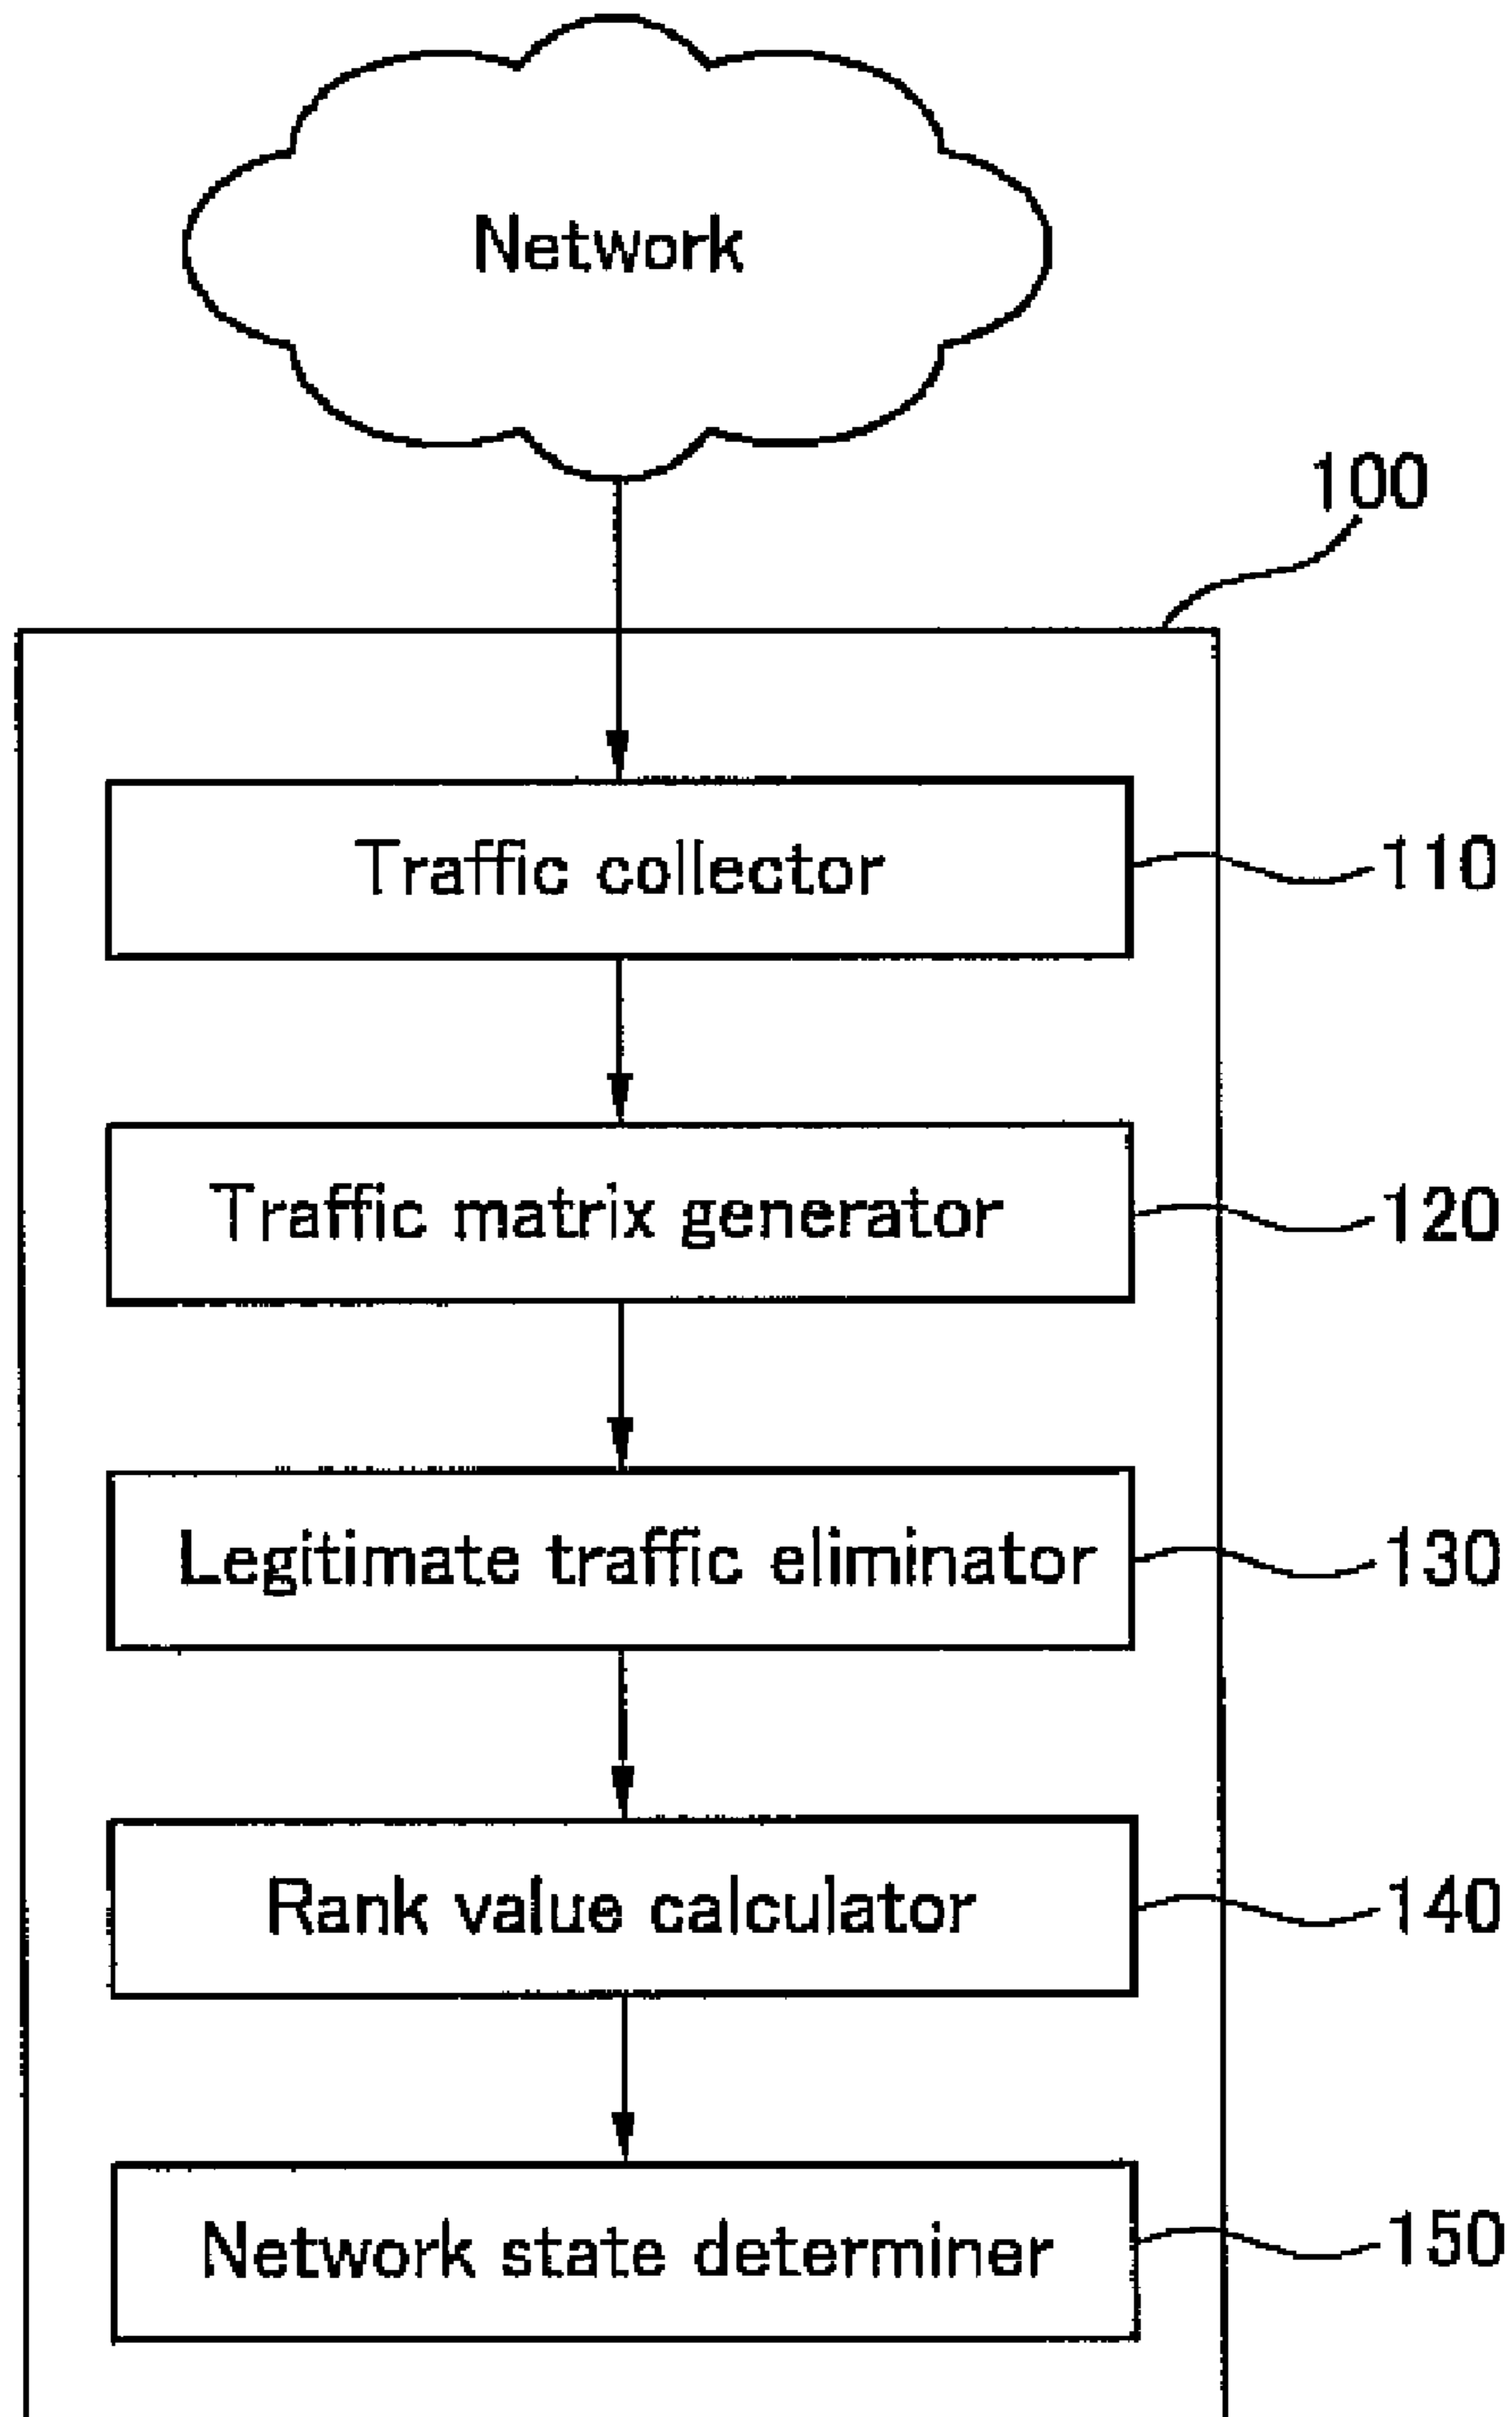 Network
100
Traffic collector
110
Traffic matrix generator
120
Legitimate traffic eliminator
130
Rank value calculator
140
Network state determiner
150